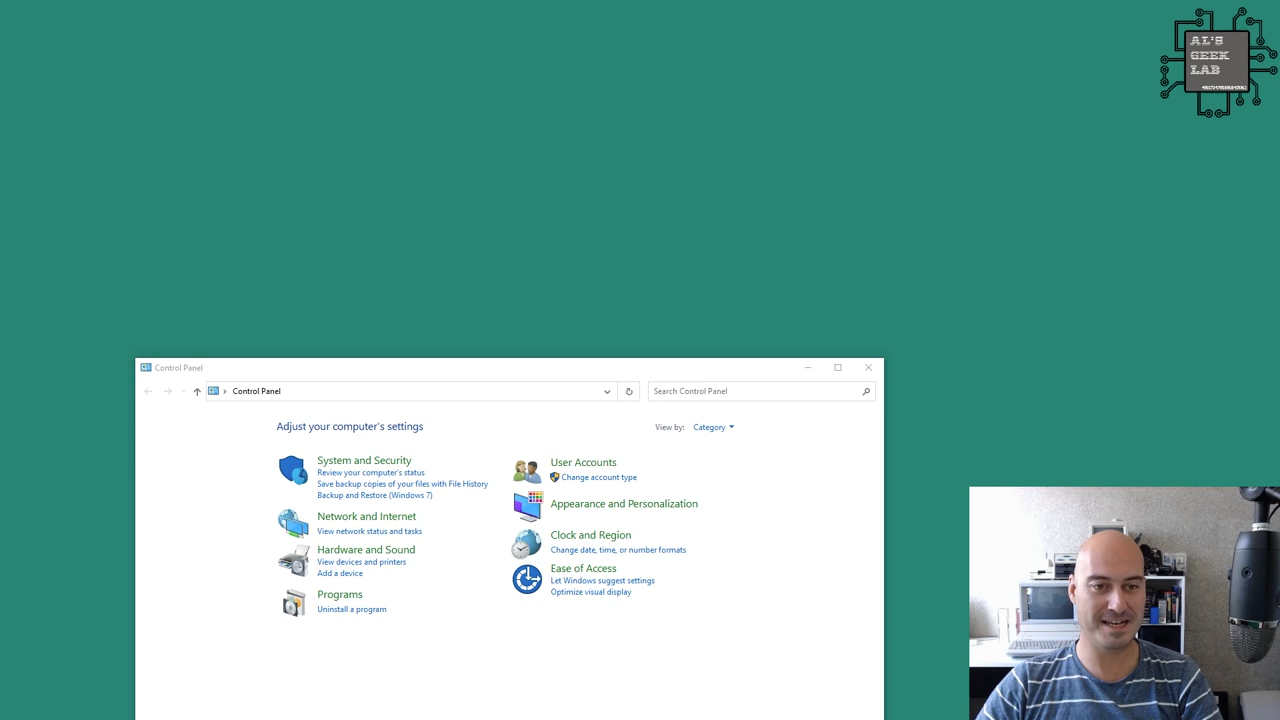 AL'S
GEEK
LAB
Control Panel
Control Panel
Search Control Panel
Adjust your computer's settings
View by: Category
System and Security
Review your computer's status
Save backup copies of your files with File History
Backup and Restore (Windows 7)
Network and Internet
View network status and tasks
Hardware and Sound
View devices and printers
Add a device
Programs
Uninstall a program
User Accounts
Change account type
Appearance and Personalization
Clock and Region
Change date, time, or number formats
Ease of Access
Let Windows suggest settings
Optimize visual display